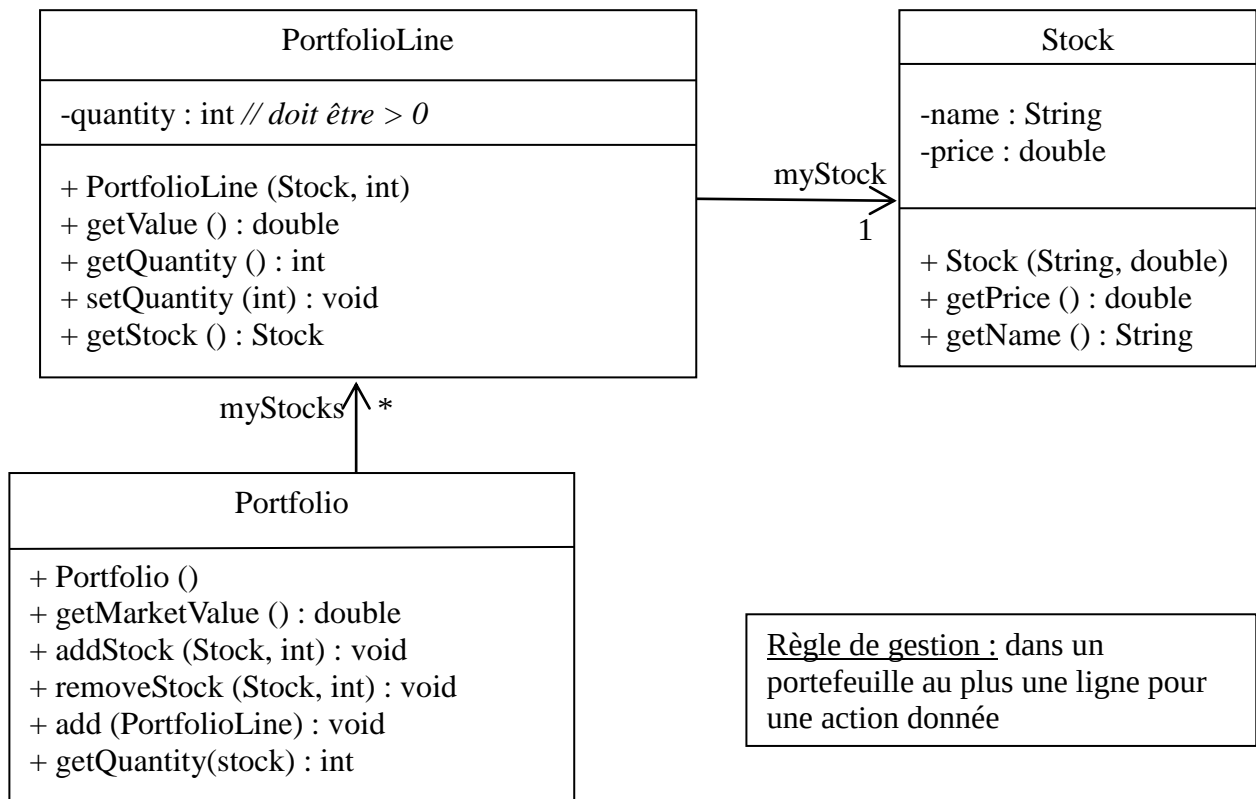 PortfolioLine
-quantity : int // doit être > 0
+ PortfolioLine (Stock, int)
+ getValue () : double
+ getQuantity () : int
+ setQuantity (int) : void
+ getStock () : Stock
myStock
1
Stock
-name : String
-price : double
+ Stock (String, double)
+ getPrice () : double
+ getName () : String
myStocks
*
Portfolio
+ Portfolio ()
+ getMarketValue () : double
+ addStock (Stock, int) : void
+ removeStock (Stock, int) : void
+ add (PortfolioLine) : void
+ getQuantity(stock) : int
Règle de gestion : dans un
portefeuille au plus une ligne pour
une action donnée